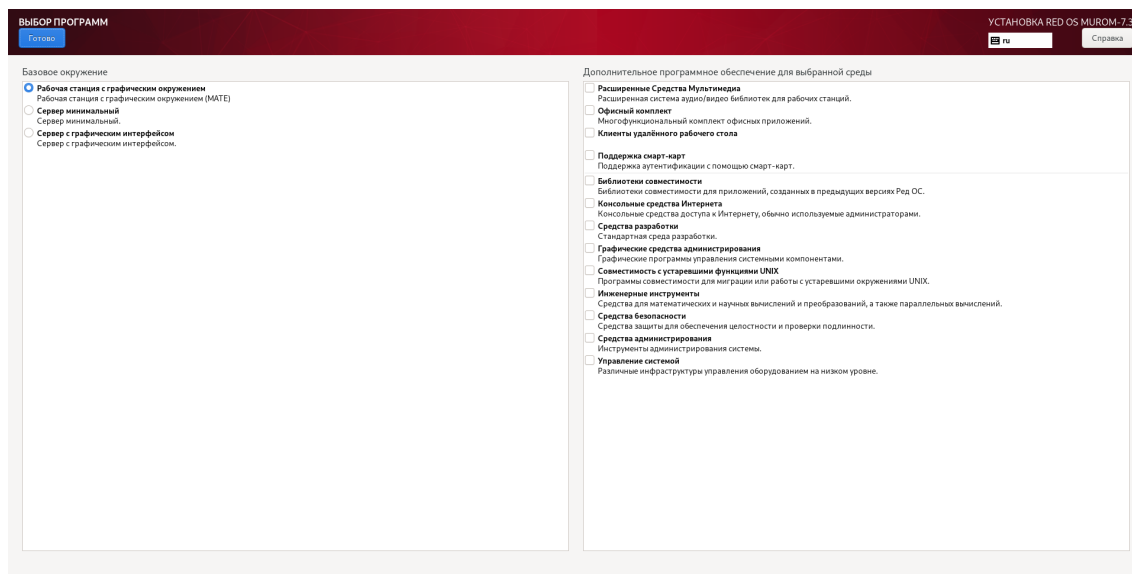 ВЫБОР ПРОГРАММ
Готово
УСТАНОВКА RED OS MUROM-7.3
ru
Справка
Базовое окружение
Рабочая станция с графическим окружением
Рабочая станция с графическим окружением (MATE)
Сервер минимальный
Сервер минимальный.
Сервер с графическим интерфейсом
Сервер с графическим интерфейсом.
Дополнительное программное обеспечение для выбранной среды
Расширенные Средства Мультимедиа
Расширенная система аудио/видео библиотек для рабочих станций.
Офисный комплект
Многофункциональный комплект офисных приложений.
Клиенты удалённого рабочего стола
Поддержка смарт-карт
Поддержка аутентификации с помощью смарт-карт.
Библиотеки совместимости
Библиотеки совместимости для приложений, созданных в предыдущих версиях Ред ОС.
Консольные средства Интернета
Консольные средства доступа к Интернету, обычно используемые администраторами.
Средства разработки
Стандартная среда разработки.
Графические средства администрирования
Графические программы управления системными компонентами.
Совместимость с устаревшими функциями UNIX
Программы совместимости для миграции или работы с устаревшими окружениями UNIX.
Инженерные инструменты
Средства для математических и научных вычислений и преобразований, а также параллельных вычислений.
Средства безопасности
Средства защиты для обеспечения целостности и проверки подлинности.
Средства администрирования
Инструменты администрирования системы.
Управление системой
Различные инфраструктуры управления оборудованием на низком уровне.